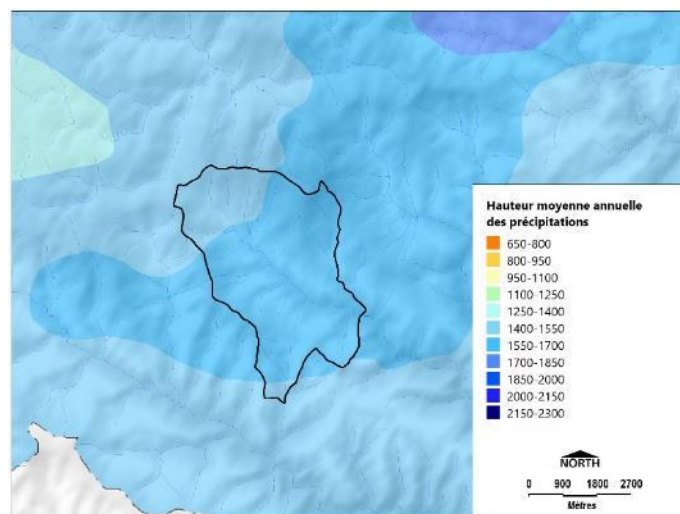 Hauteur moyenne annuelle
des précipitations
650-800
800-950
950-1100
1100-1250
1250-1400
1400-1550
1550-1700
1700-1850
1850-2000
2000-2150
2150-2300
NORTH
0 900 1800 2700
Mètres